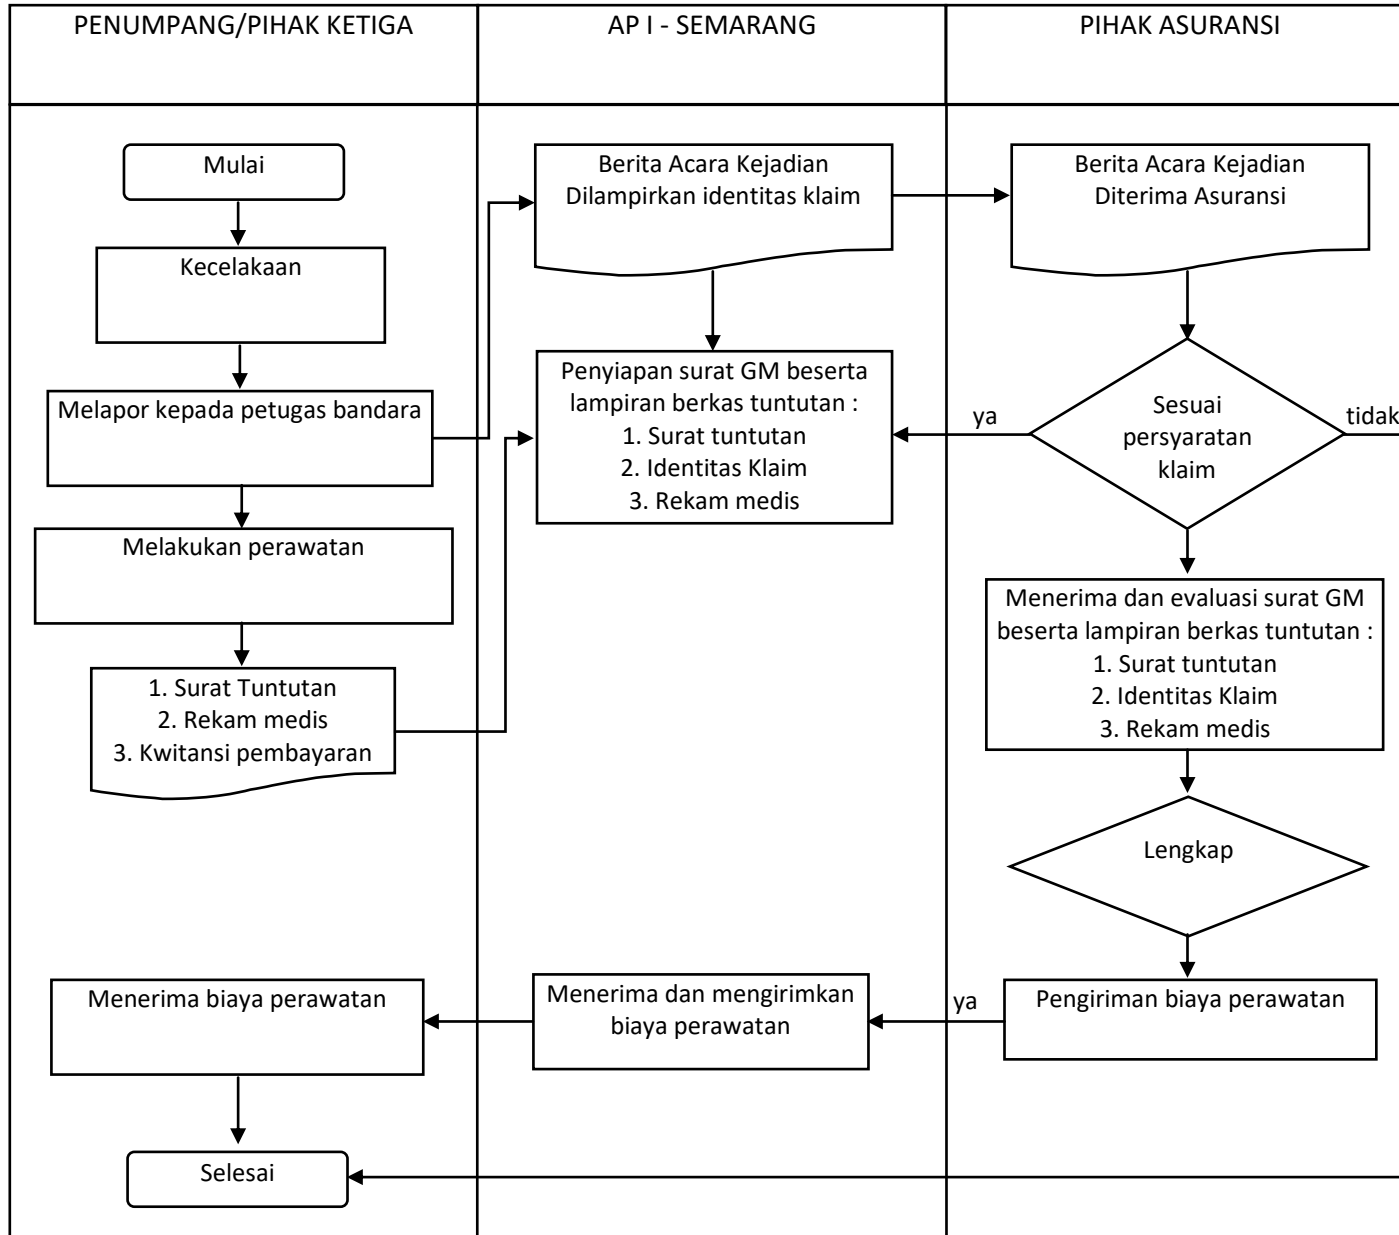 PENUMPANG/PIHAK KETIGA
AP I - SEMARANG
PIHAK ASURANSI
Mulai
Kecelakaan
Melapor kepada petugas bandara
Melakukan perawatan
1. Surat Tuntutan
2. Rekam medis
3. Kwitansi pembayaran
Menerima biaya perawatan
Selesai
Berita Acara Kejadian
Dilampirkan identitas klaim
Penyiapan surat GM beserta
lampiran berkas tuntutan :
1. Surat tuntutan
2. Identitas Klaim
3. Rekam medis
Menerima dan mengirimkan
biaya perawatan
Berita Acara Kejadian
Diterima Asuransi
ya
Sesuai
persyaratan
klaim
tidak
Menerima dan evaluasi surat GM
beserta lampiran berkas tuntutan :
1. Surat tuntutan
2. Identitas Klaim
3. Rekam medis
Lengkap
ya
Pengiriman biaya perawatan